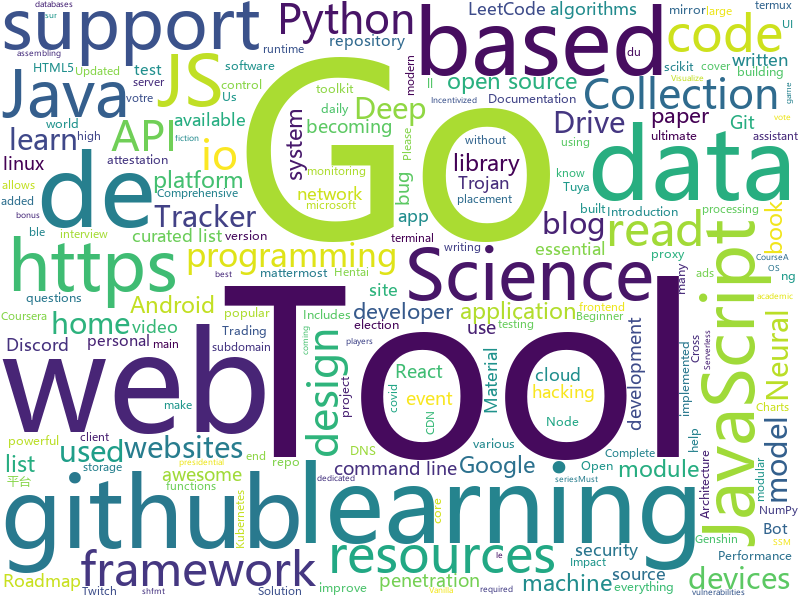 databases
sur
support
assembling
HTML5
Updated
test
server
votre
Java
JS
world
learn
high
API
available
software
control
Us
toolkit
daily
Python
repository
runtime
modern
LeetCode
algorithms
based
mirror
large
termux
UI
code
scikit
cover
written
building
Visualize
game
du
II
Incentivized
Documentation
open source
Collection
Deep
becoming
system
Please
bug
Go
Drive
paper
Git
ultimate
assistant
vote
without
using
linux
attestation
fiction
io
platform
library
network
monitoring
microsoft
Trojan
placement
know
Tuya
data
allows
added
Comprehensive
ble
interview
bonus
de
Tracker
curated list
version
app
terminal
writing
built
Introduction
processing
blog
read
proxy
essential
many
ads
CourseA
OS
ng
book
https
programming
mattermost
Hentai
best
Science
JavaScript
questions
Coursera
Android
popular
site
home
video
Trading
Includes
election
developer
application
use
testing
frontend
Beginner
academic
Neural
Discord
personal
main
subdomain
coming
players
web
Tool
design
project
covid
React
event
CDN
Material
cloud
hacking
Node
development
implemented
Cross
Serverless
Charts
model
powerful
client
make
used
websites
DNS
various
Complete
help
list
平台
storage
end
repo
presidential
command line
Google
Open
module
seriesMust
Architecture
modular
NumPy
awesome
functions
Kubernetes
dedicated
github
learning
core
security
source
Bot
Genshin
framework
resources
machine
Impact
everything
Performance
SSM
devices
Roadmap
Twitch
shfmt
Solution
improve
le
penetration
required
vanilla
vulnerabilities